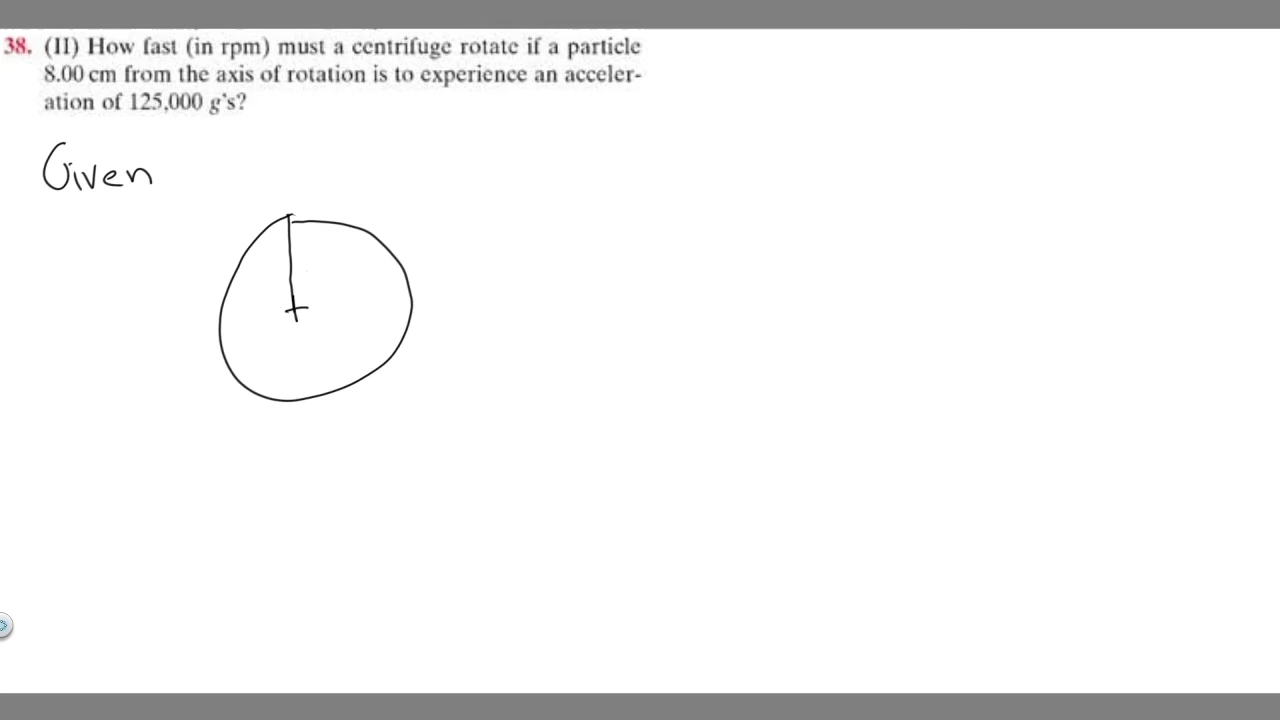 38. (II) How fast (in rpm) must a centrifuge rotate if a particle
8.00 cm from the axis of rotation is to experience an acceler-
ation of 125,000 g's?
Given